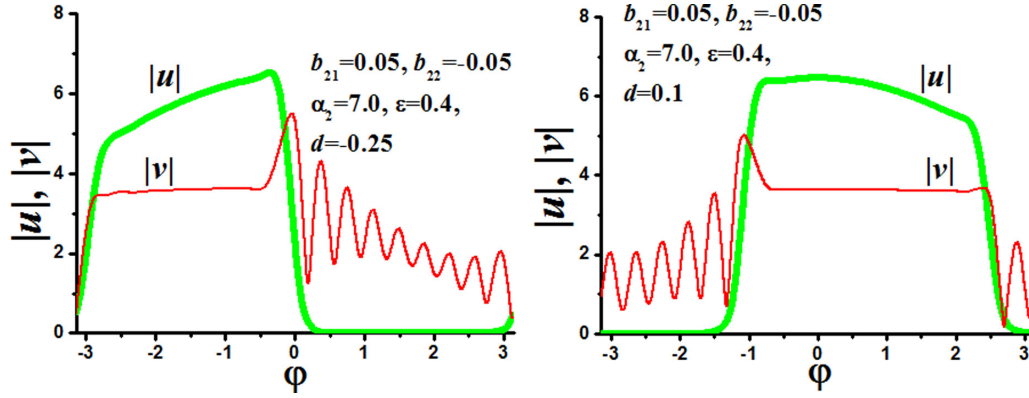 8
6
4
2
0
|u|, |v|
|u|
|v|
b21=0.05, b22=-0.05
α2=7.0, ε=0.4,
d=-0.25
-3 -2 -1 0 1 2 3
φ
8
6
4
2
0
|u|, |v|
b21=0.05, b22=-0.05
α2=7.0, ε=0.4,
d=0.1
|u|
|v|
-3 -2 -1 0 1 2 3
φ